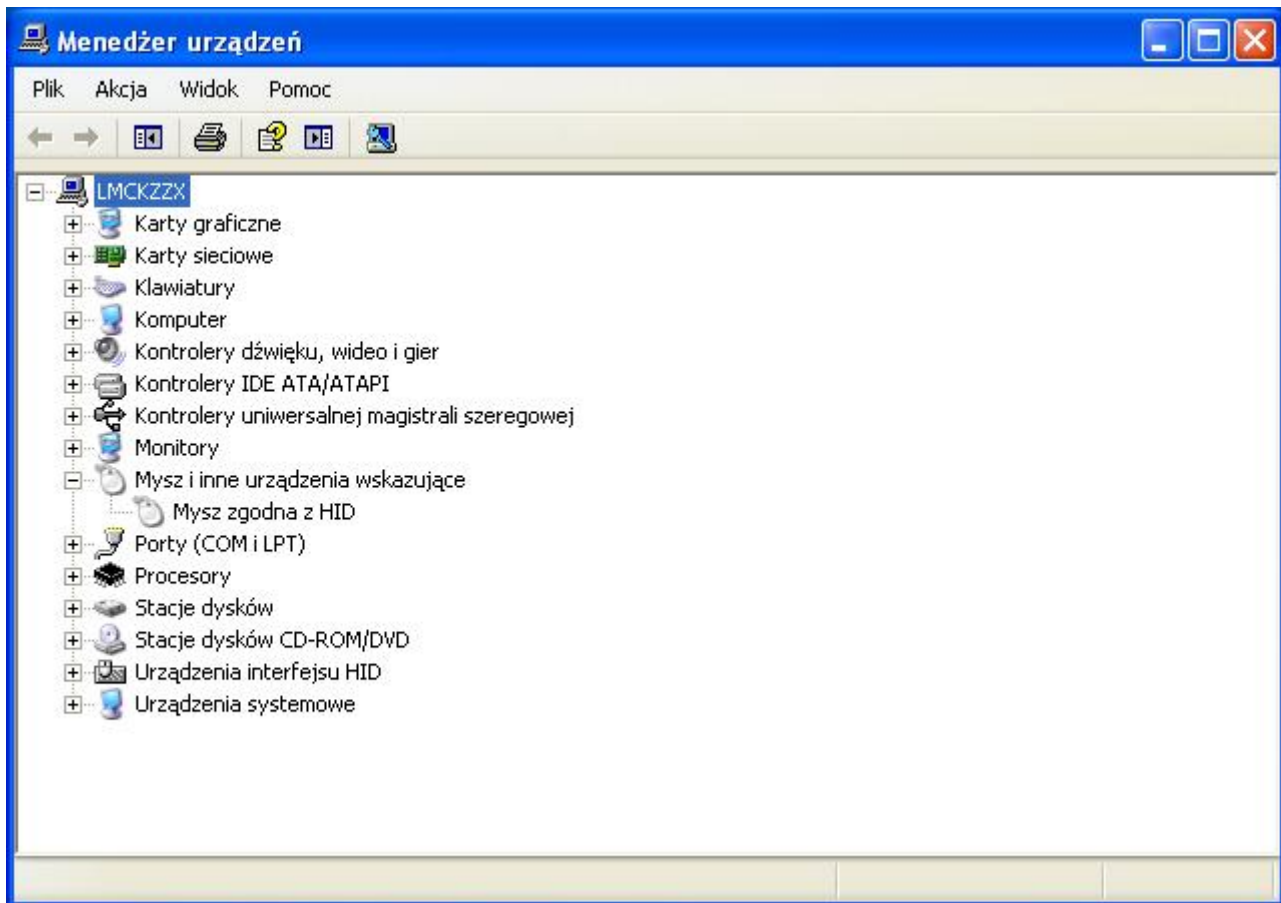 Menedżer urządzeń
Plik Akcja Widok Pomoc
LMCKZZX
Karty graficzne
Karty sieciowe
Klawiatury
Komputer
Kontrolery dźwięku, wideo i gier
Kontrolery IDE ATA/ATAPI
Kontrolery uniwersalnej magistrali szeregowej
Monitory
Mysz i inne urządzenia wskazujące
Mysz zgodna z HID
Porty (COM i LPT)
Procesory
Stacje dysków
Stacje dysków CD-ROM/DVD
Urządzenia interfejsu HID
Urządzenia systemowe